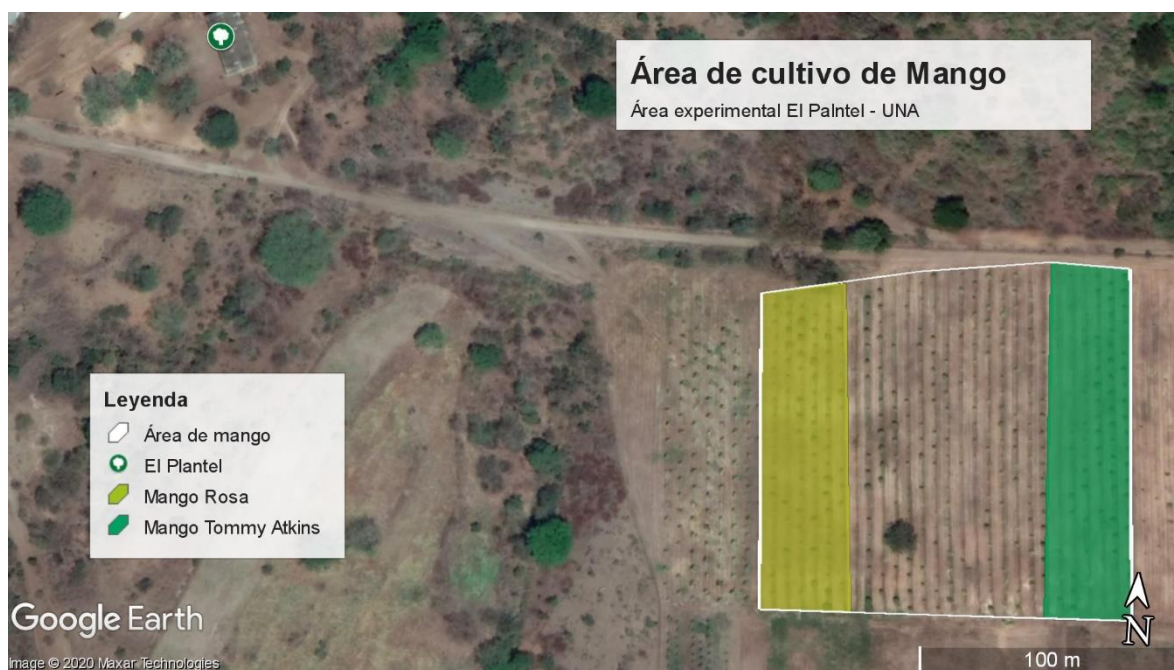 Área de cultivo de Mango
Área experimental El Palntel - UNA
Leyenda
Área de mango
El Plantel
Mango Rosa
Mango Tommy Atkins
Google Earth
Image © 2020 Maxar Technologies
N
100 m